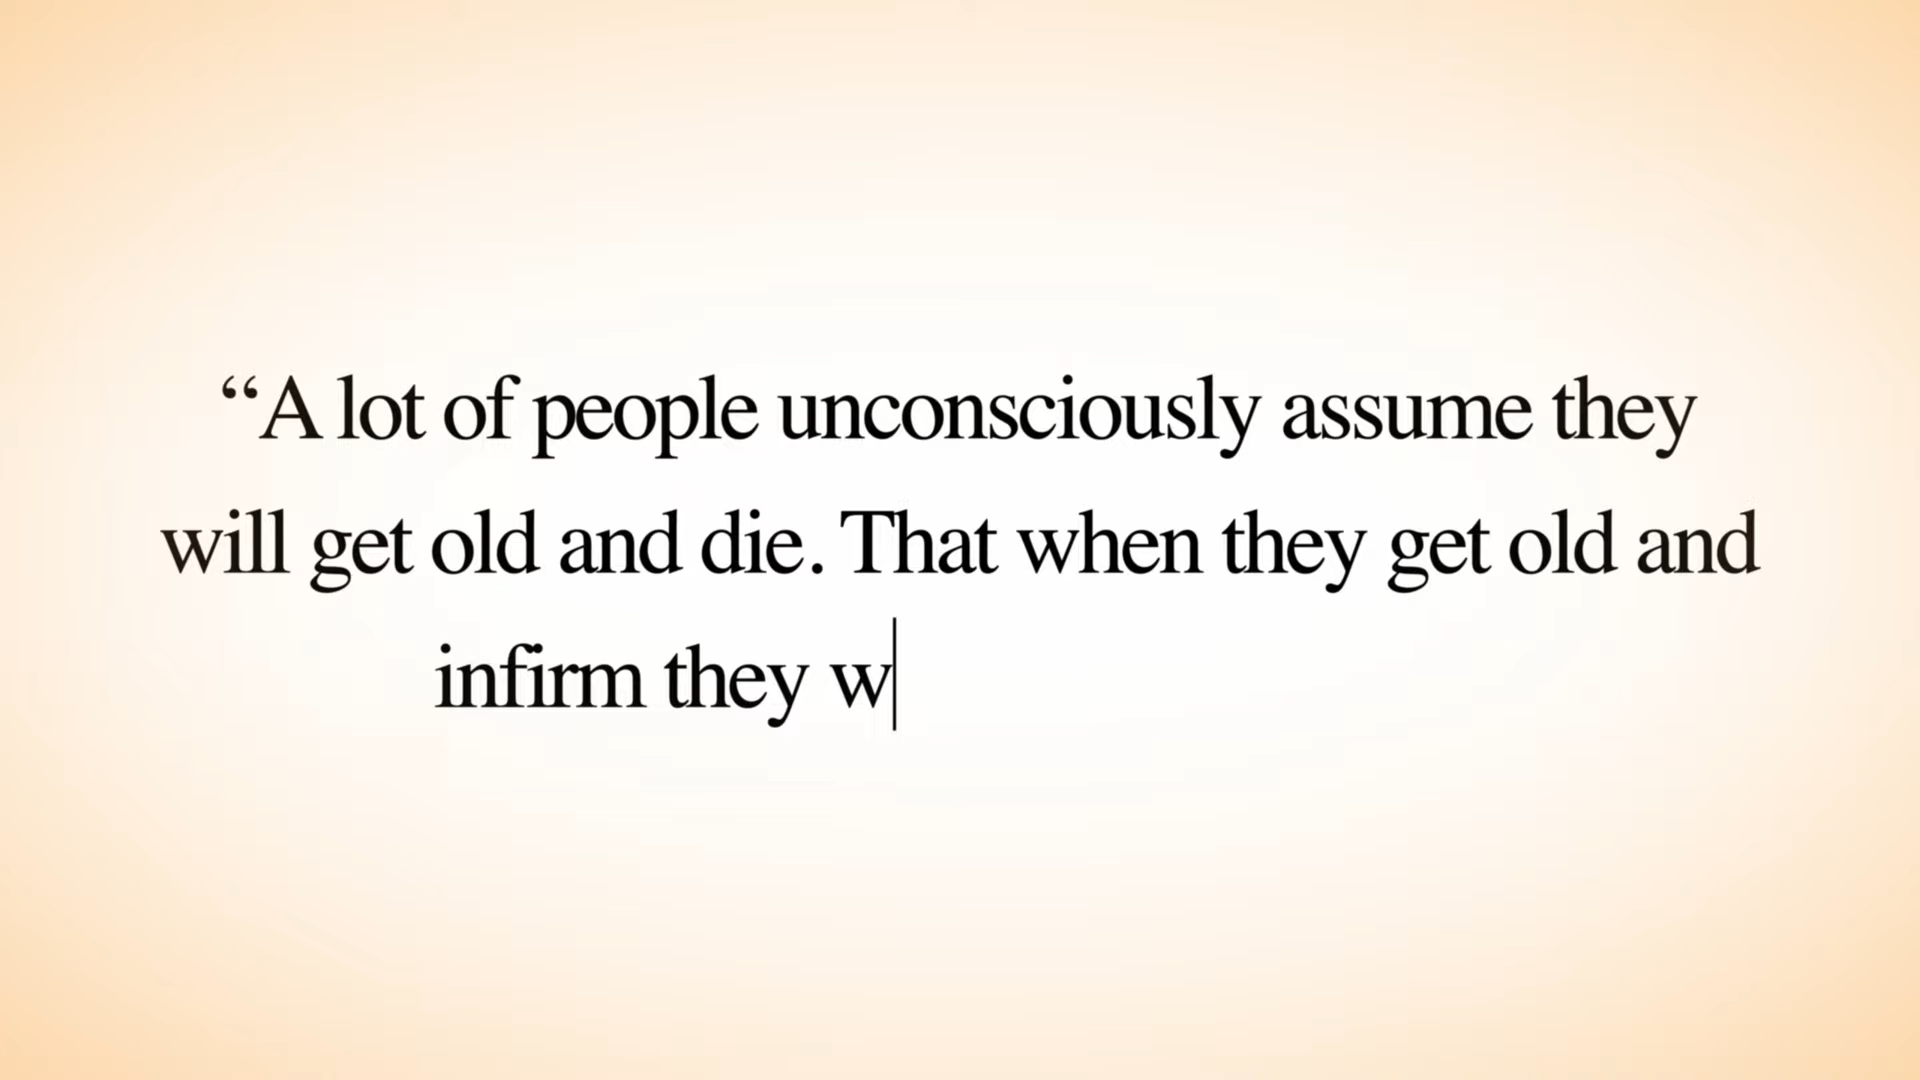 “A lot of people unconsciously assume they
will get old and die. That when they get old and
infirm they w